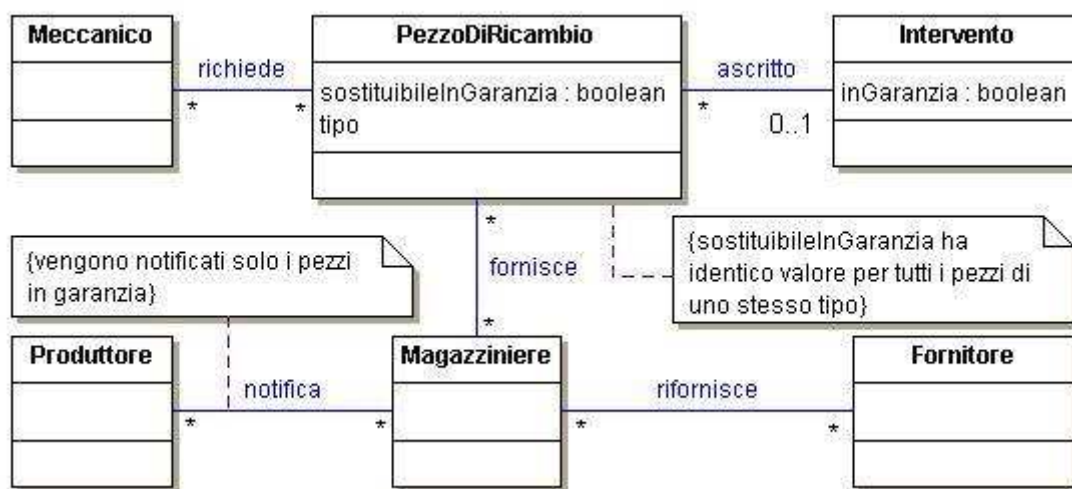 Meccanico
PezzoDiRicambio
Intervento
richiede
ascritto
sostituibileInGaranzia : boolean
tipo
inGaranzia : boolean
*
*
*
0..1
*
{vengono notificati solo i pezzi
in garanzia}
fornisce
{sostituibileInGaranzia ha
identico valore per tutti i pezzi di
uno stesso tipo}
*
Produttore
Magazziniere
Fornitore
notifica
rifornisce
*
*
*
*